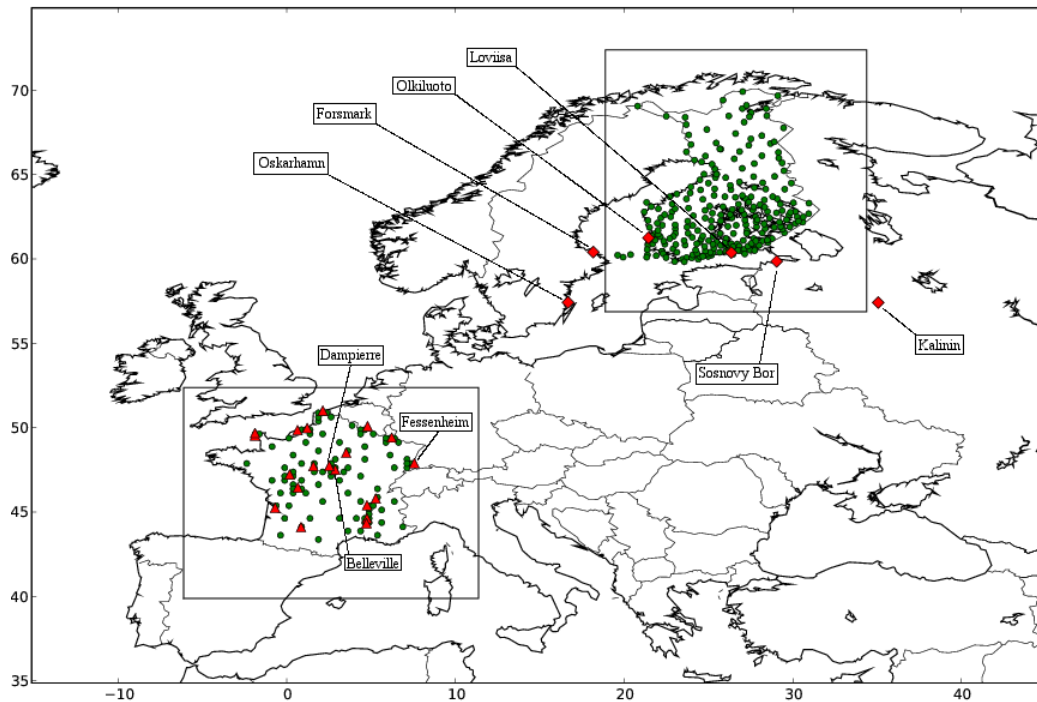 Loviisa
Olkiluoto
Forsmark
Oskarhamn
Kalinin
Sosnovy Bor
Dampierre
Fessenheim
Belleville
70
65
60
55
50
45
40
35
−10 0 10 20 30 40